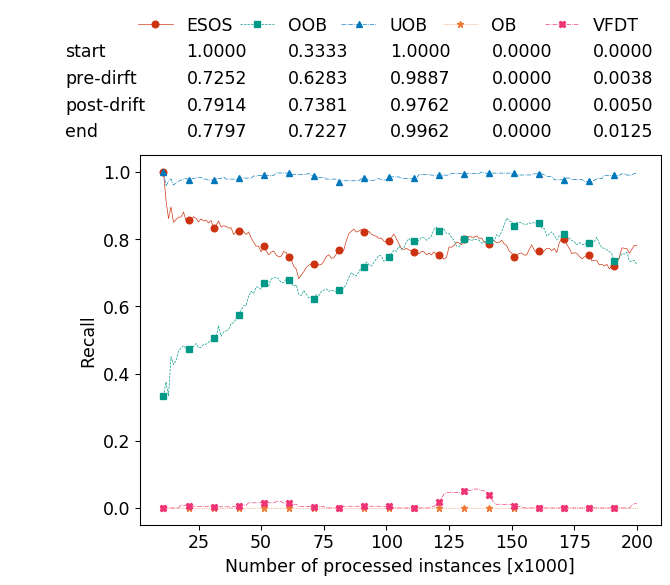 ESOS OOB UOB OB VFDT
start 1.0000 0.3333 1.0000 0.0000 0.0000
pre-dirft 0.7252 0.6283 0.9887 0.0000 0.0038
post-drift 0.7914 0.7381 0.9762 0.0000 0.0050
end 0.7797 0.7227 0.9962 0.0000 0.0125
1.0
0.8
0.6
0.4
0.2
0.0
Recall
25 50 75 100 125 150 175 200
Number of processed instances [x1000]